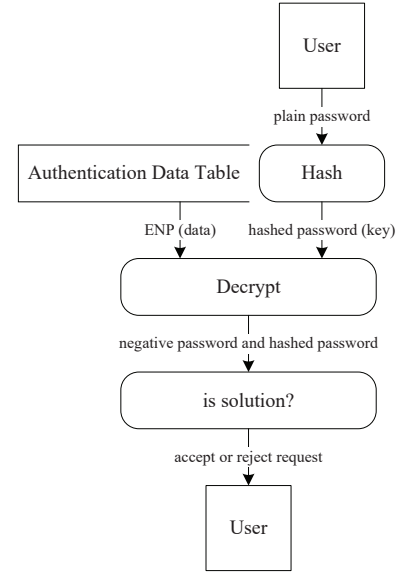 User
plain password
Authentication Data Table
Hash
ENP (data)
hashed password (key)
Decrypt
negative password and hashed password
is solution?
accept or reject request
User